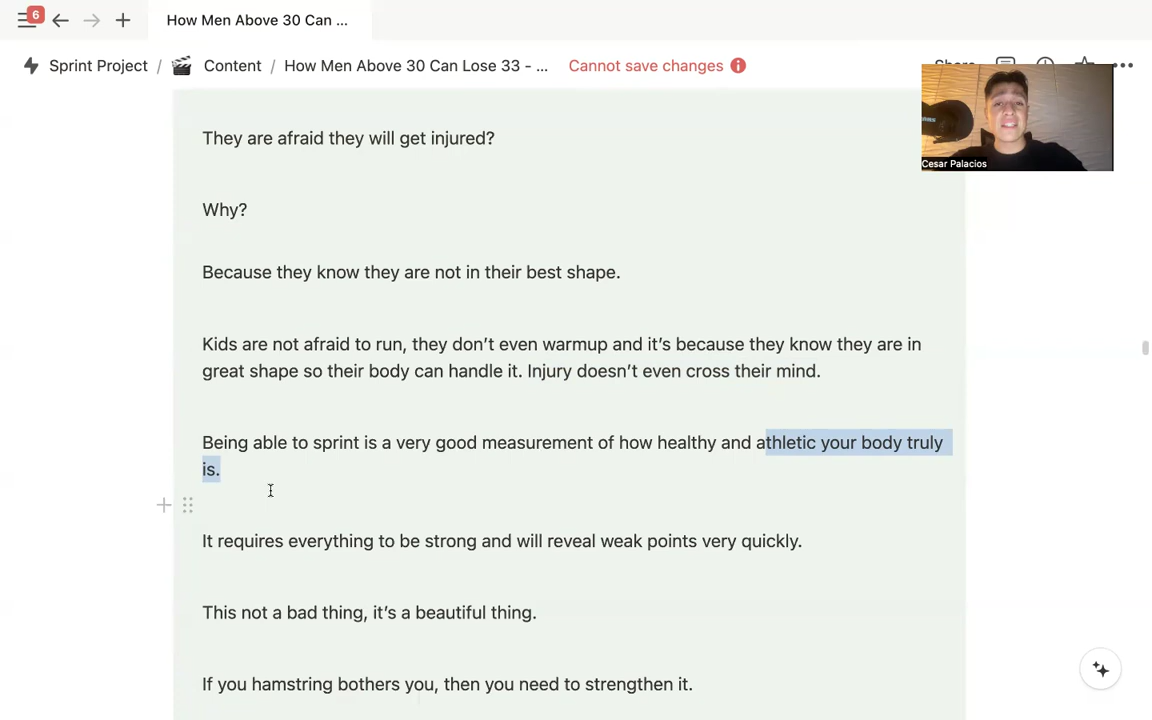 6
How Men Above 30 Can ...
Sprint Project / Content / How Men Above 30 Can Lose 33 - ... Cannot save changes
Cesar Palacios
They are afraid they will get injured?
Why?
Because they know they are not in their best shape.
Kids are not afraid to run, they don’t even warmup and it’s because they know they are in
great shape so their body can handle it. Injury doesn’t even cross their mind.
Being able to sprint is a very good measurement of how healthy and athletic your body truly
is.
It requires everything to be strong and will reveal weak points very quickly.
This not a bad thing, it’s a beautiful thing.
If you hamstring bothers you, then you need to strengthen it.